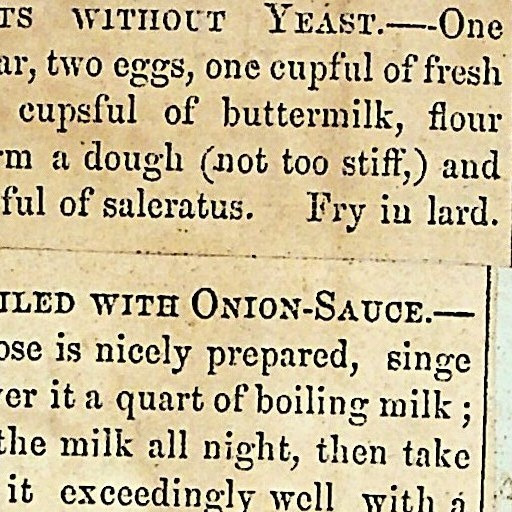 TS WITHOUT YEAST.—One
ar, two eggs, one cupful of fresh
cupsful of buttermilk, flour
rm a dough (not too stiff,) and
ful of saleratus. Fry in lard.
ILED WITH ONION-SAUCE.—
ose is nicely prepared, singe
ver it a quart of boiling milk ;
the milk all night, then take
it exceedingly well with a